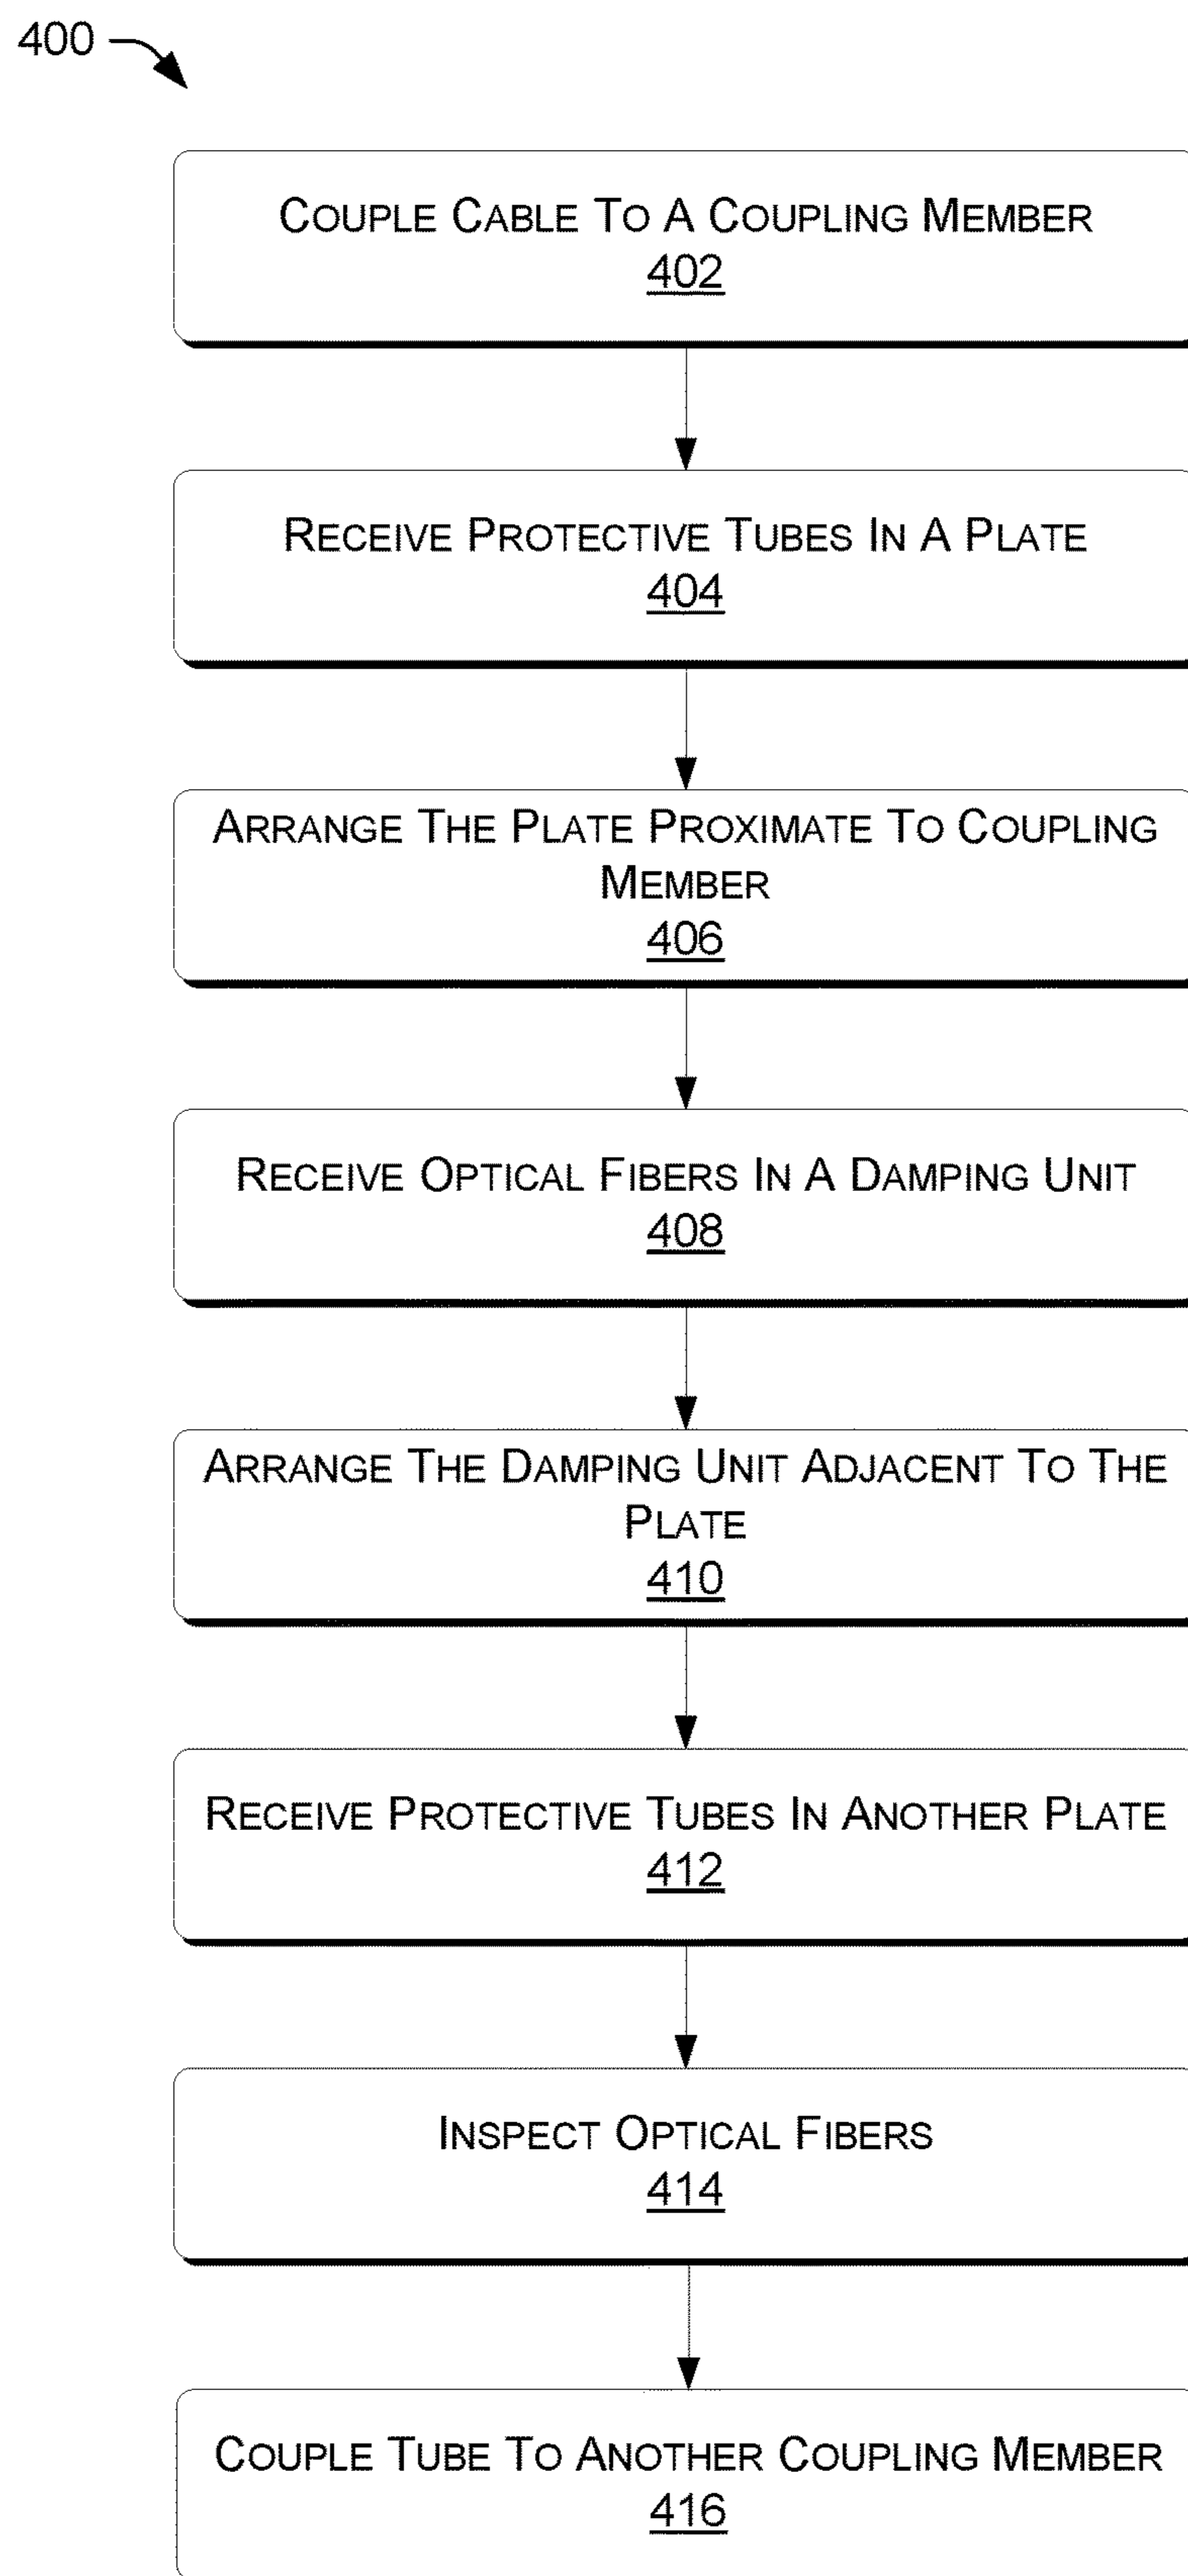 400
COUPLE CABLE TO A COUPLING MEMBER
402
RECEIVE PROTECTIVE TUBES IN A PLATE
404
ARRANGE THE PLATE PROXIMATE TO COUPLING
MEMBER
406
RECEIVE OPTICAL FIBERS IN A DAMPING UNIT
408
ARRANGE THE DAMPING UNIT ADJACENT TO THE
PLATE
410
RECEIVE PROTECTIVE TUBES IN ANOTHER PLATE
412
INSPECT OPTICAL FIBERS
414
COUPLE TUBE TO ANOTHER COUPLING MEMBER
416